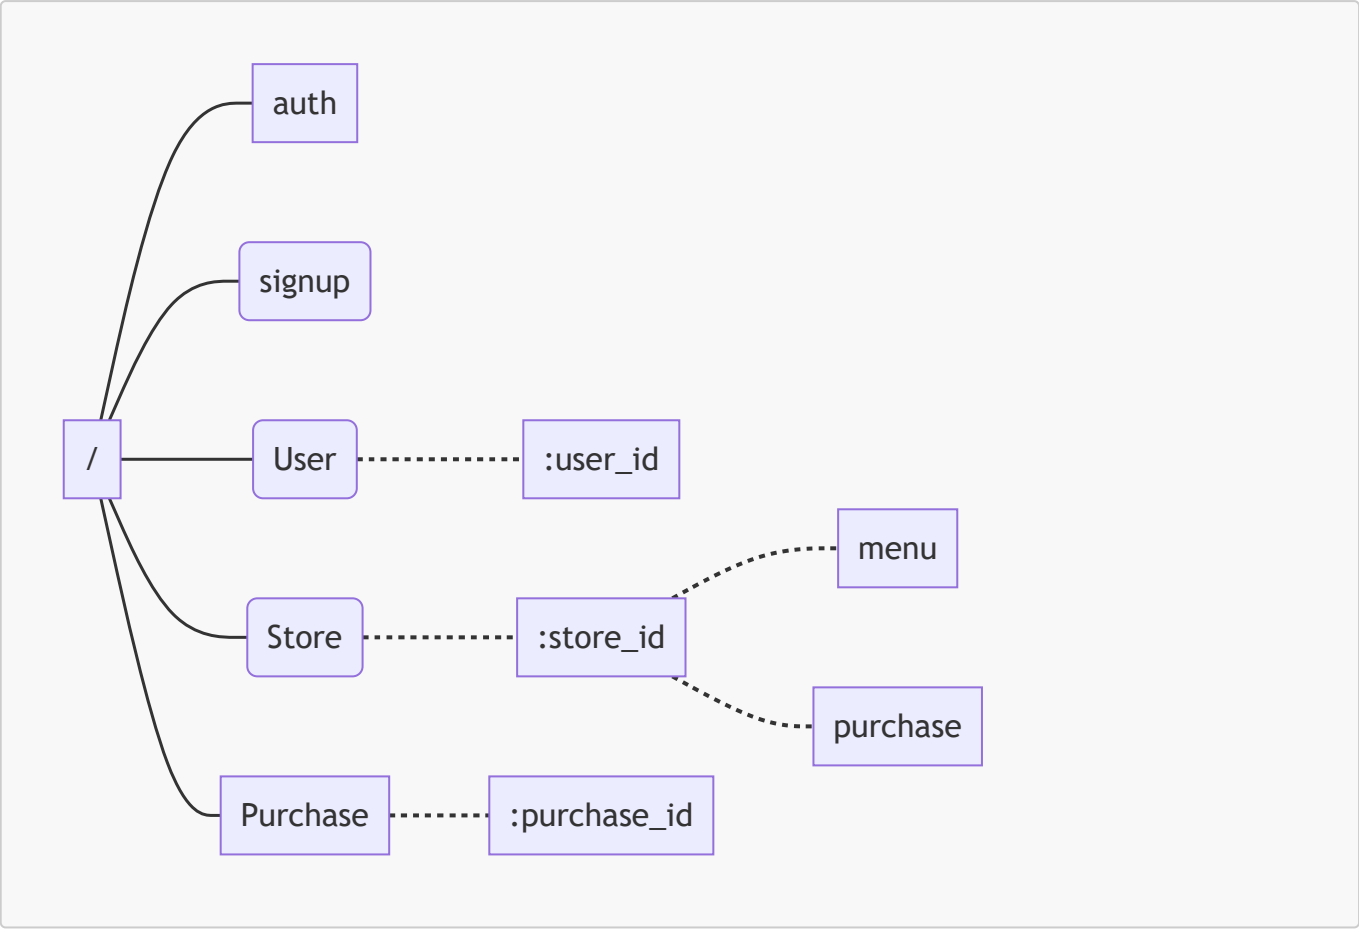 auth
signup
/
User
:user_id
menu
Store
:store_id
purchase
Purchase
:purchase_id